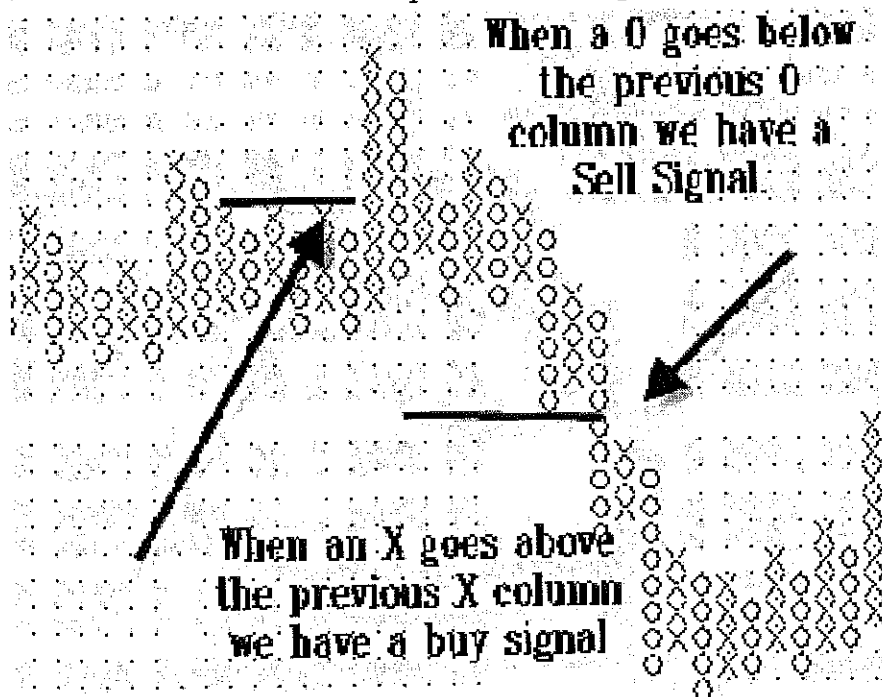 When a O goes below
the previous O
column we have a
Sell Signal
When an X goes above
the previous X column
we have a buy signal